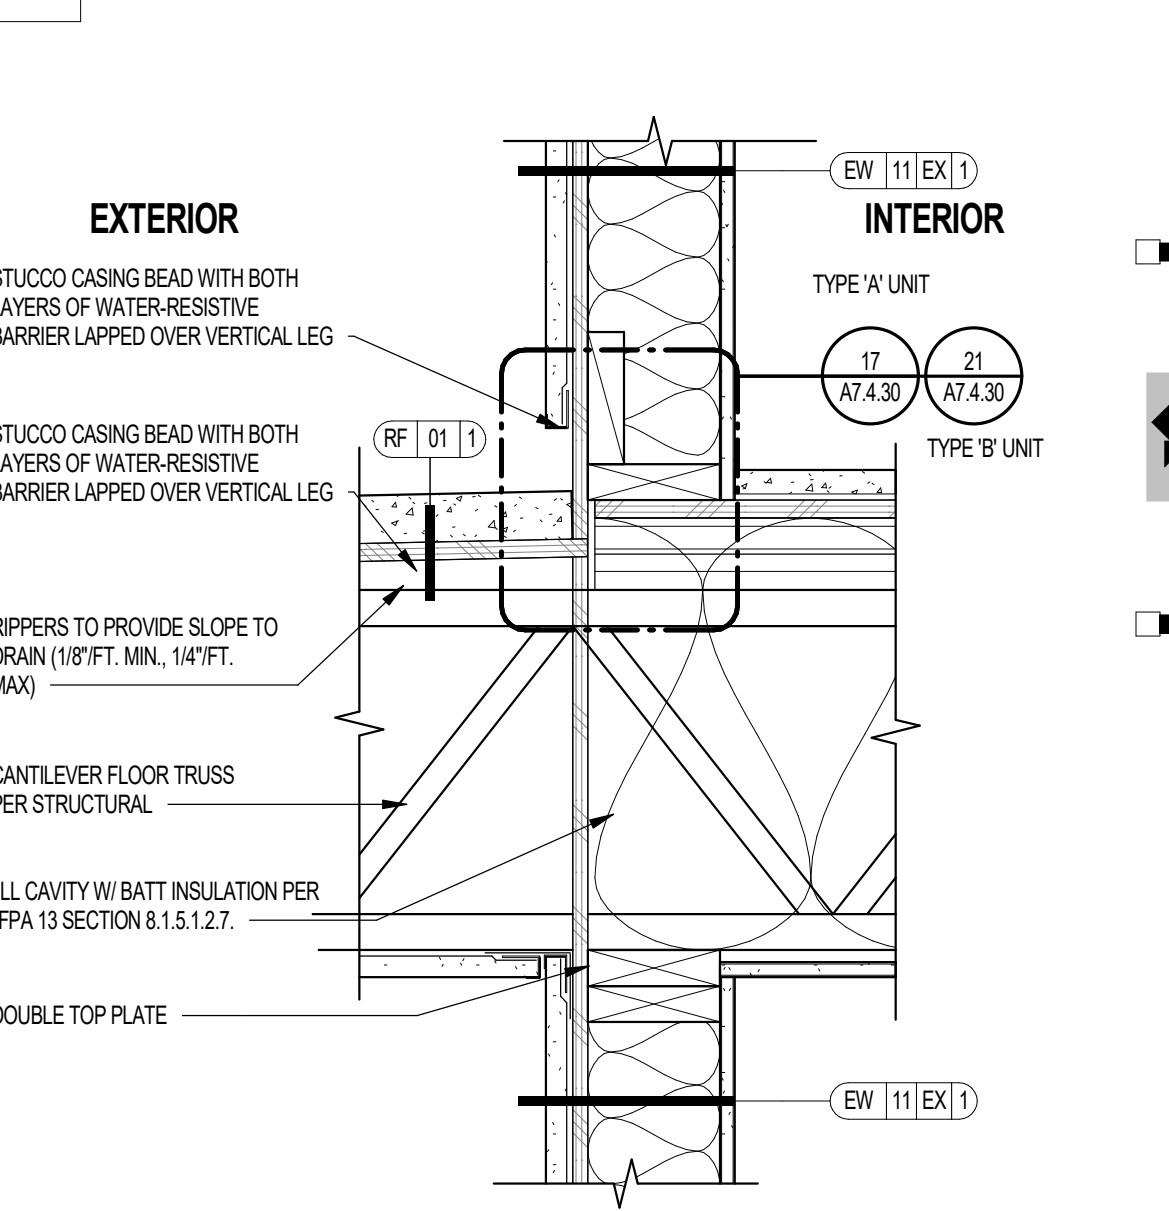 EW 11 EX 1
EXTERIOR
INTERIOR
STUCCO CASING BEAD WITH BOTH
LAYERS OF WATER-RESISTIVE
BARRIER LAPPED OVER VERTICAL LEG
TYPE 'A' UNIT
17
A7.4.30
21
A7.4.30
TYPE 'B' UNIT
RF 01 1
STUCCO CASING BEAD WITH BOTH
LAYERS OF WATER-RESISTIVE
BARRIER LAPPED OVER VERTICAL LEG
RIPPERS TO PROVIDE SLOPE TO
DRAIN (1/8"/FT. MIN., 1/4"/FT.
MAX)
CANTILEVER FLOOR TRUSS
PER STRUCTURAL
ILL CAVITY W/ BATT INSULATION PER
FPA 13 SECTION 8.1.5.1.2.7.
DOUBLE TOP PLATE
EW 11 EX 1